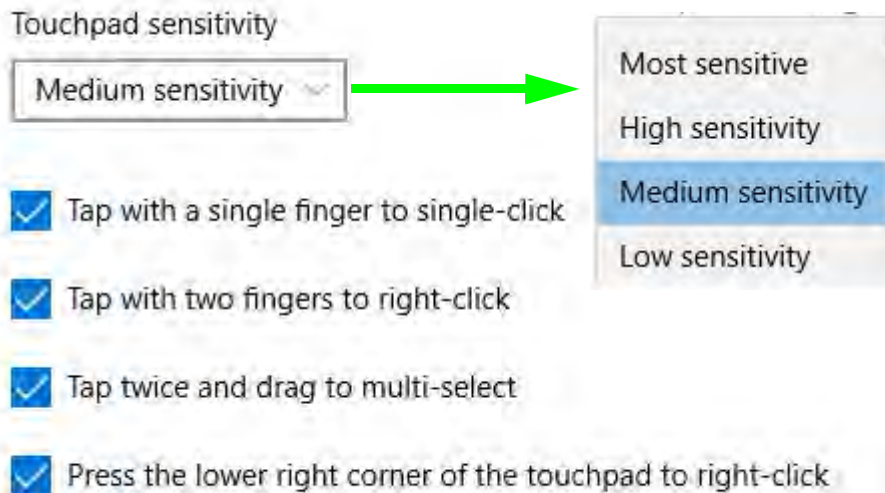 Touchpad sensitivity
Medium sensitivity
Most sensitive
High sensitivity
Medium sensitivity
Low sensitivity
Tap with a single finger to single-click
Tap with two fingers to right-click
Tap twice and drag to multi-select
Press the lower right corner of the touchpad to right-click